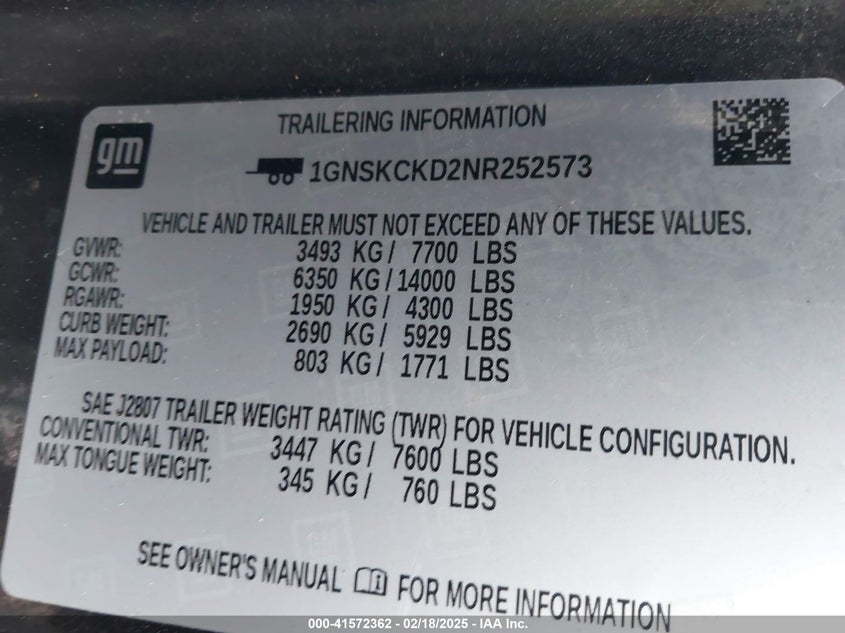 gm
TRAILERING INFORMATION
1GNSKCKD2NR252573
VEHICLE AND TRAILER MUST NOT EXCEED ANY OF THESE VALUES.
GVWR: 3493 KG/ 7700 LBS
GCWR: 6350 KG/14000 LBS
RGAWR: 1950 KG/ 4300 LBS
CURB WEIGHT: 2690 KG/ 5929 LBS
MAX PAYLOAD: 803 KG/ 1771 LBS
SAE J2807 TRAILER WEIGHT RATING (TWR) FOR VEHICLE CONFIGURATION.
CONVENTIONAL TWR: 3447 KG/ 7600 LBS
MAX TONGUE WEIGHT: 345 KG/ 760 LBS
SEE OWNER'S MANUAL FOR MORE INFORMATION
000-41572362 - 02/18/2025 - IAA Inc.